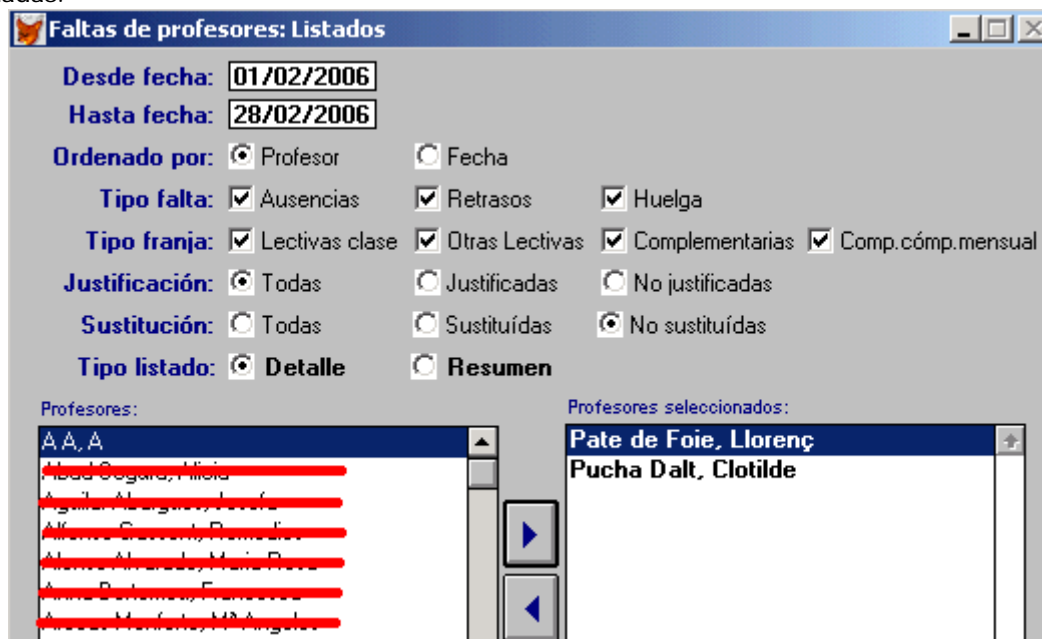 Faltas de profesores: Listados
Desde fecha: 01/02/2006
Hasta fecha: 28/02/2006
Ordenado por: Profesor Fecha
Tipo falta: Ausencias Retrasos Huelga
Tipo franja: Lectivas clase Otras Lectivas Complementarias Comp.cómp.mensual
Justificación: Todas Justificadas No justificadas
Sustitución: Todas Sustituídas No sustituídas
Tipo listado: Detalle Resumen
Profesores: Profesores seleccionados:
A A, A Pate de Foie, Llorenç
Pucha Dalt, Clotilde